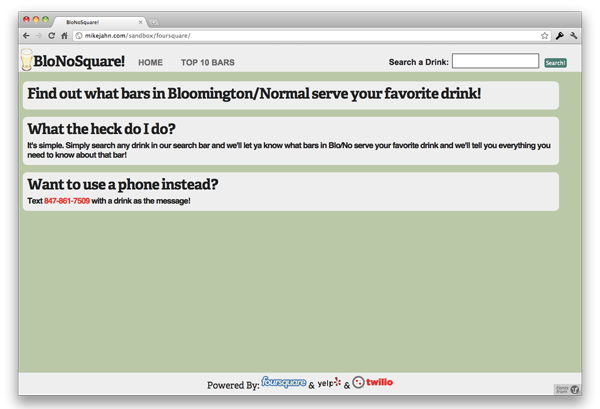 BloNoSquare!
mikejahn.com/sandbox/foursquare/
BloNoSquare!
HOME
TOP 10 BARS
Search a Drink:
Search!
Find out what bars in Bloomington/Normal serve your favorite drink!
What the heck do I do?
It's simple. Simply search any drink in our search bar and we'll let ya know what bars in Blo/No serve your favorite drink and we'll tell you everything you
need to know about that bar!
Want to use a phone instead?
Text 847-861-7509 with a drink as the message!
Powered By: foursquare & yelp & twilio